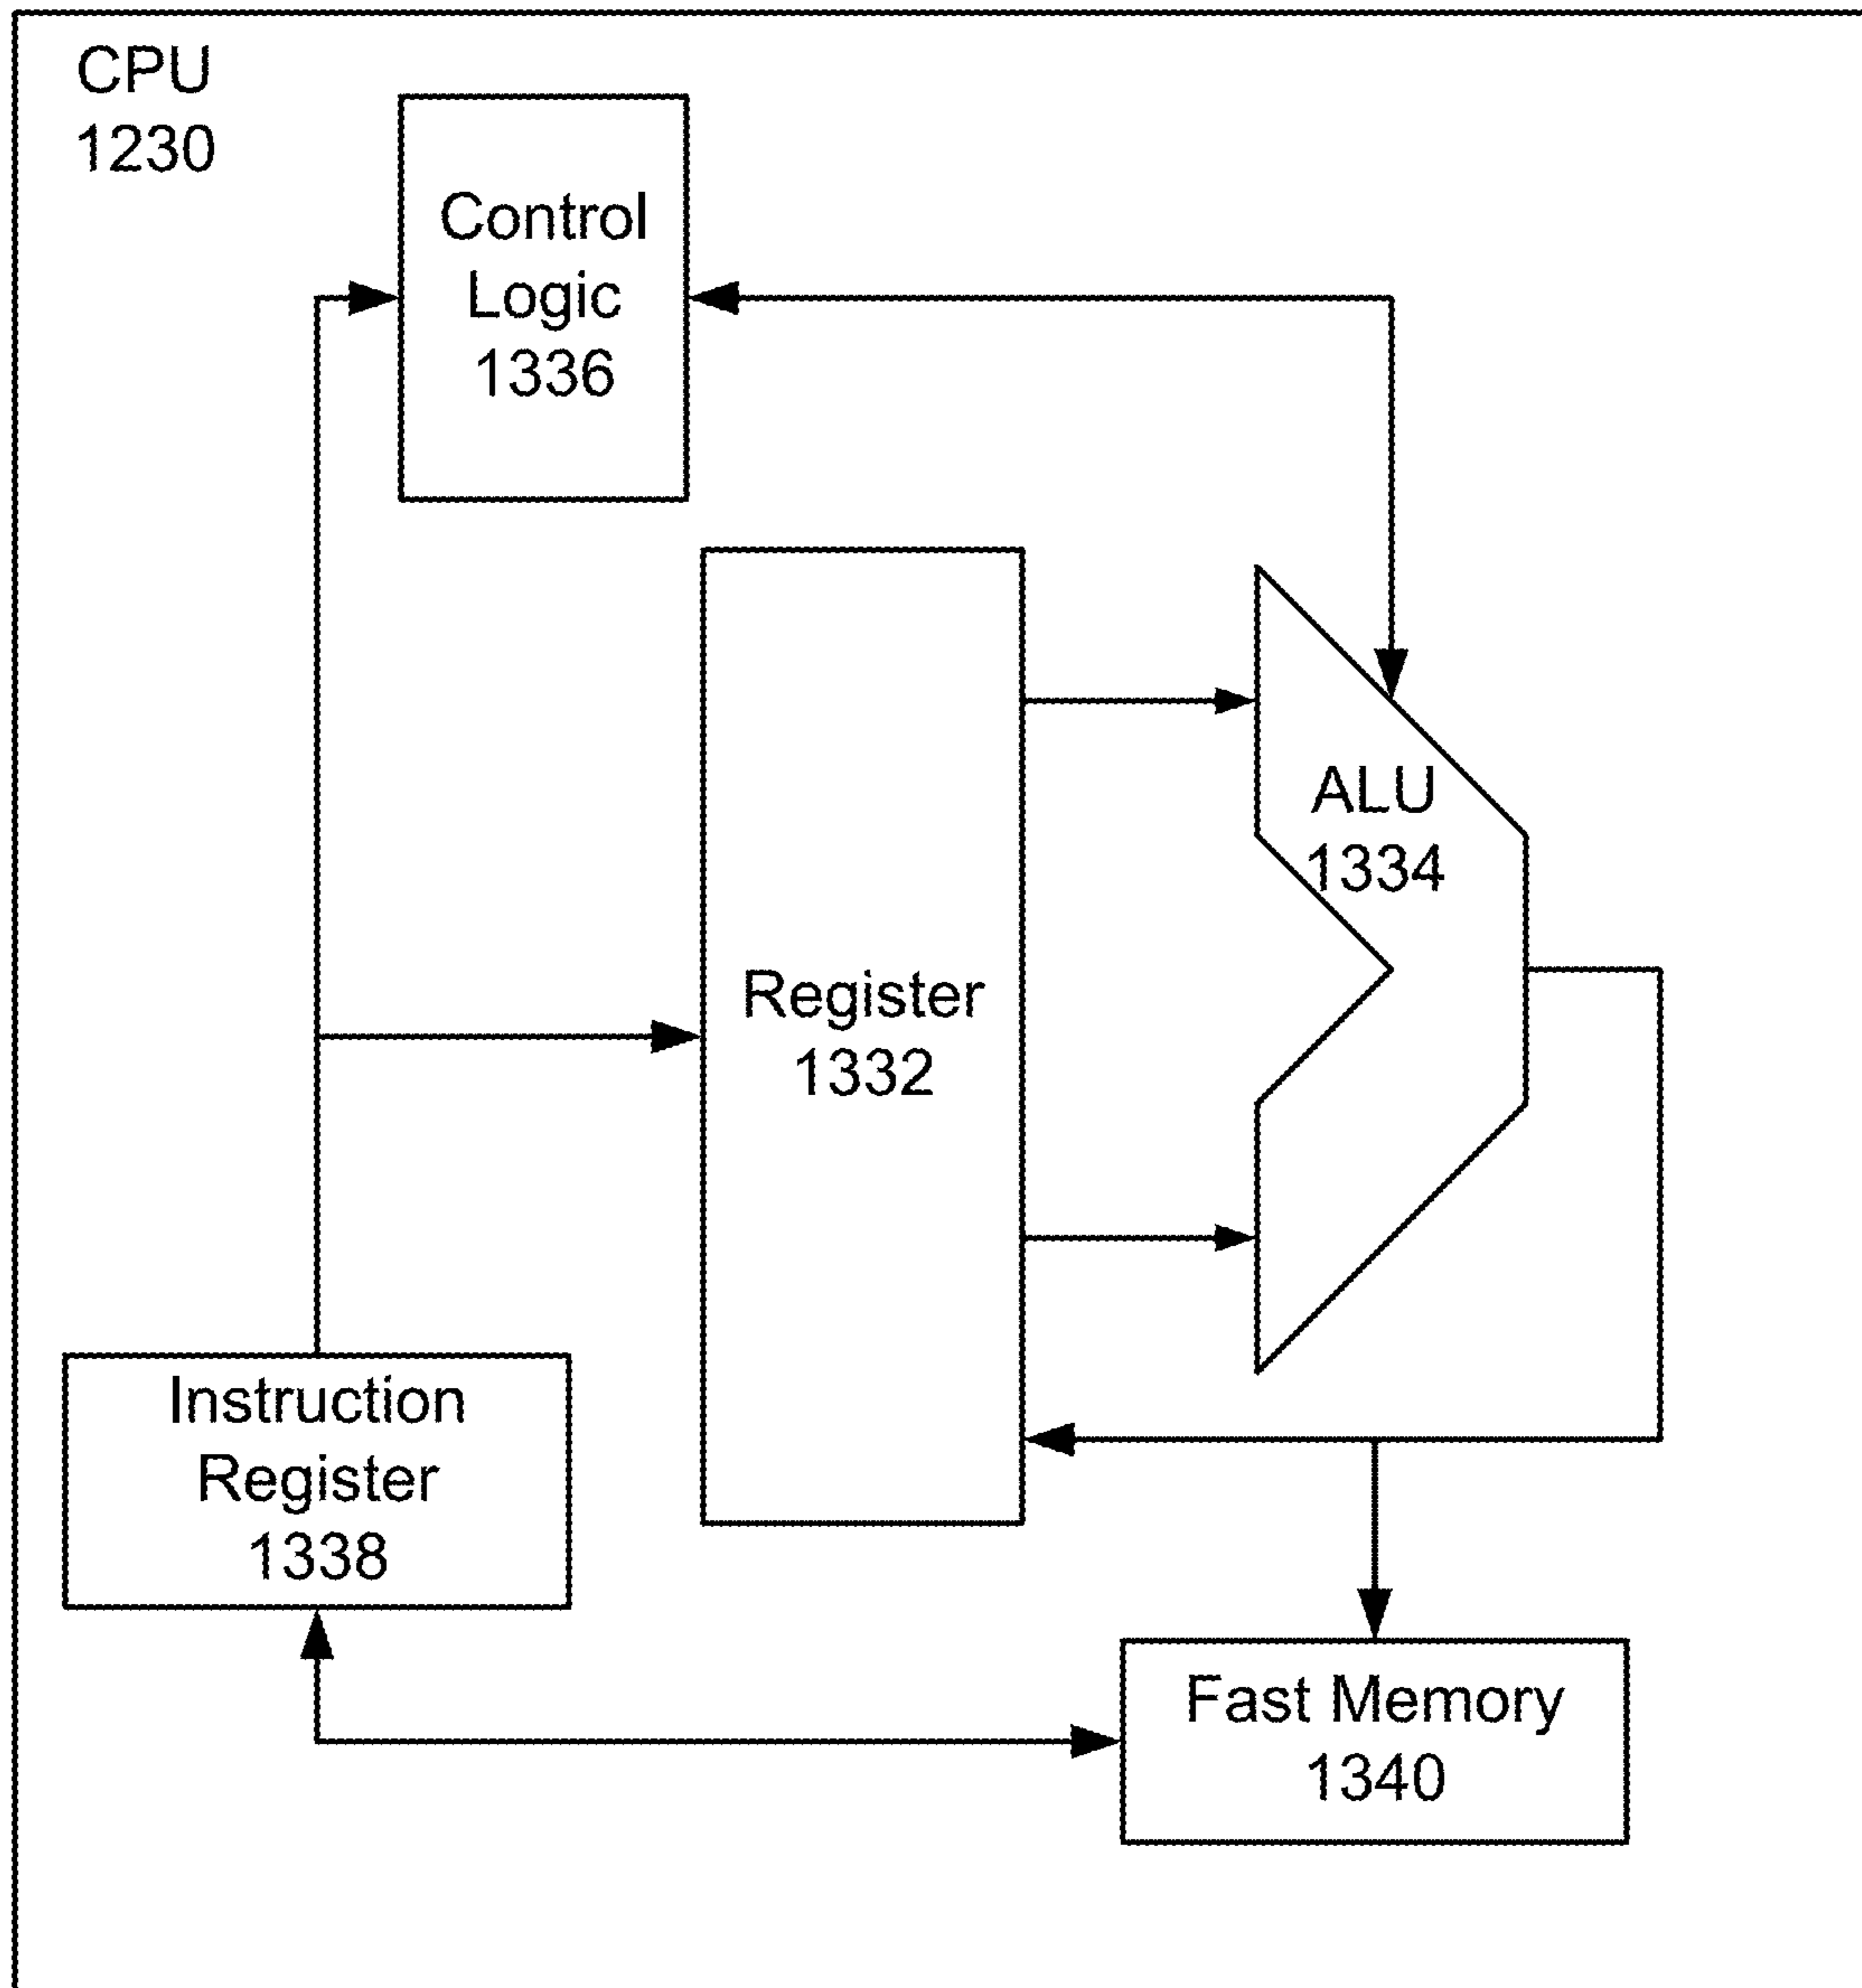 CPU
1230
Control
Logic
1336
ALU
1334
Register
1332
Instruction
Register
1338
Fast Memory
1340